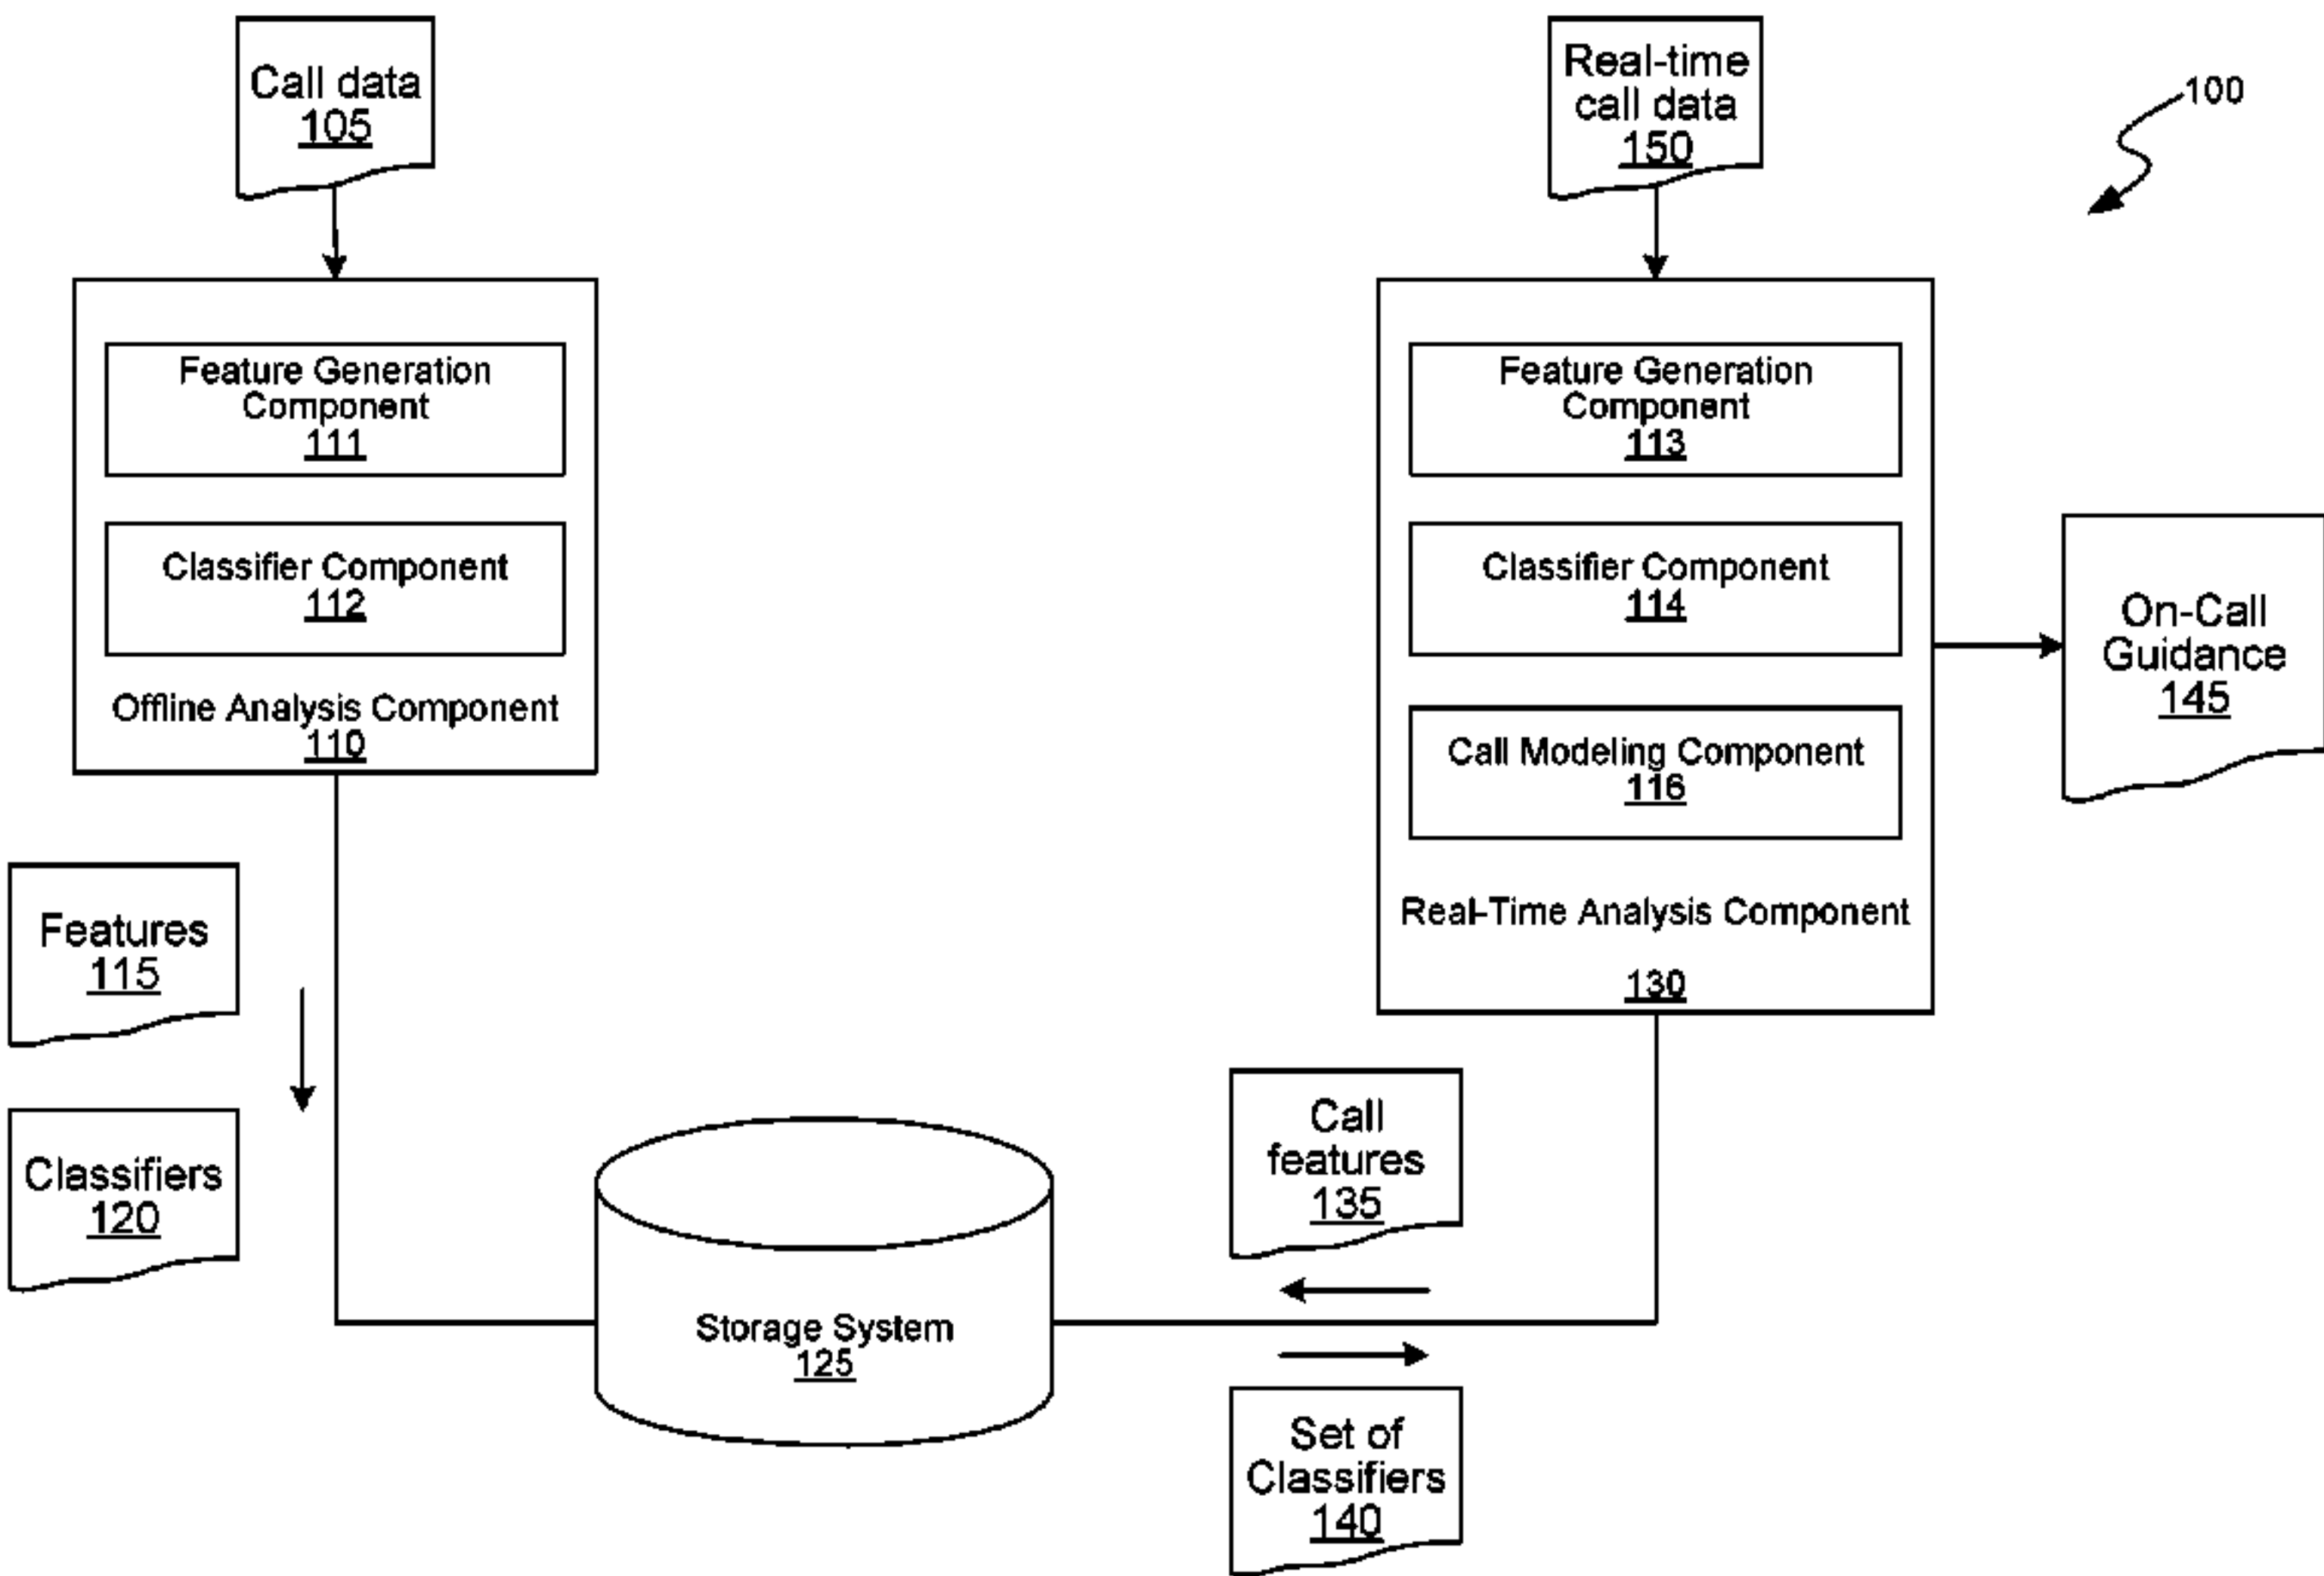 Call data
105
Real-time
call data
150
100
Feature Generation
Component
111
Classifier Component
112
Offline Analysis Component
110
Feature Generation
Component
113
Classifier Component
114
Call Modeling Component
116
Real-Time Analysis Component
130
On-Call
Guidance
145
Features
115
Classifiers
120
Storage System
125
Call
features
135
Set of
Classifiers
140